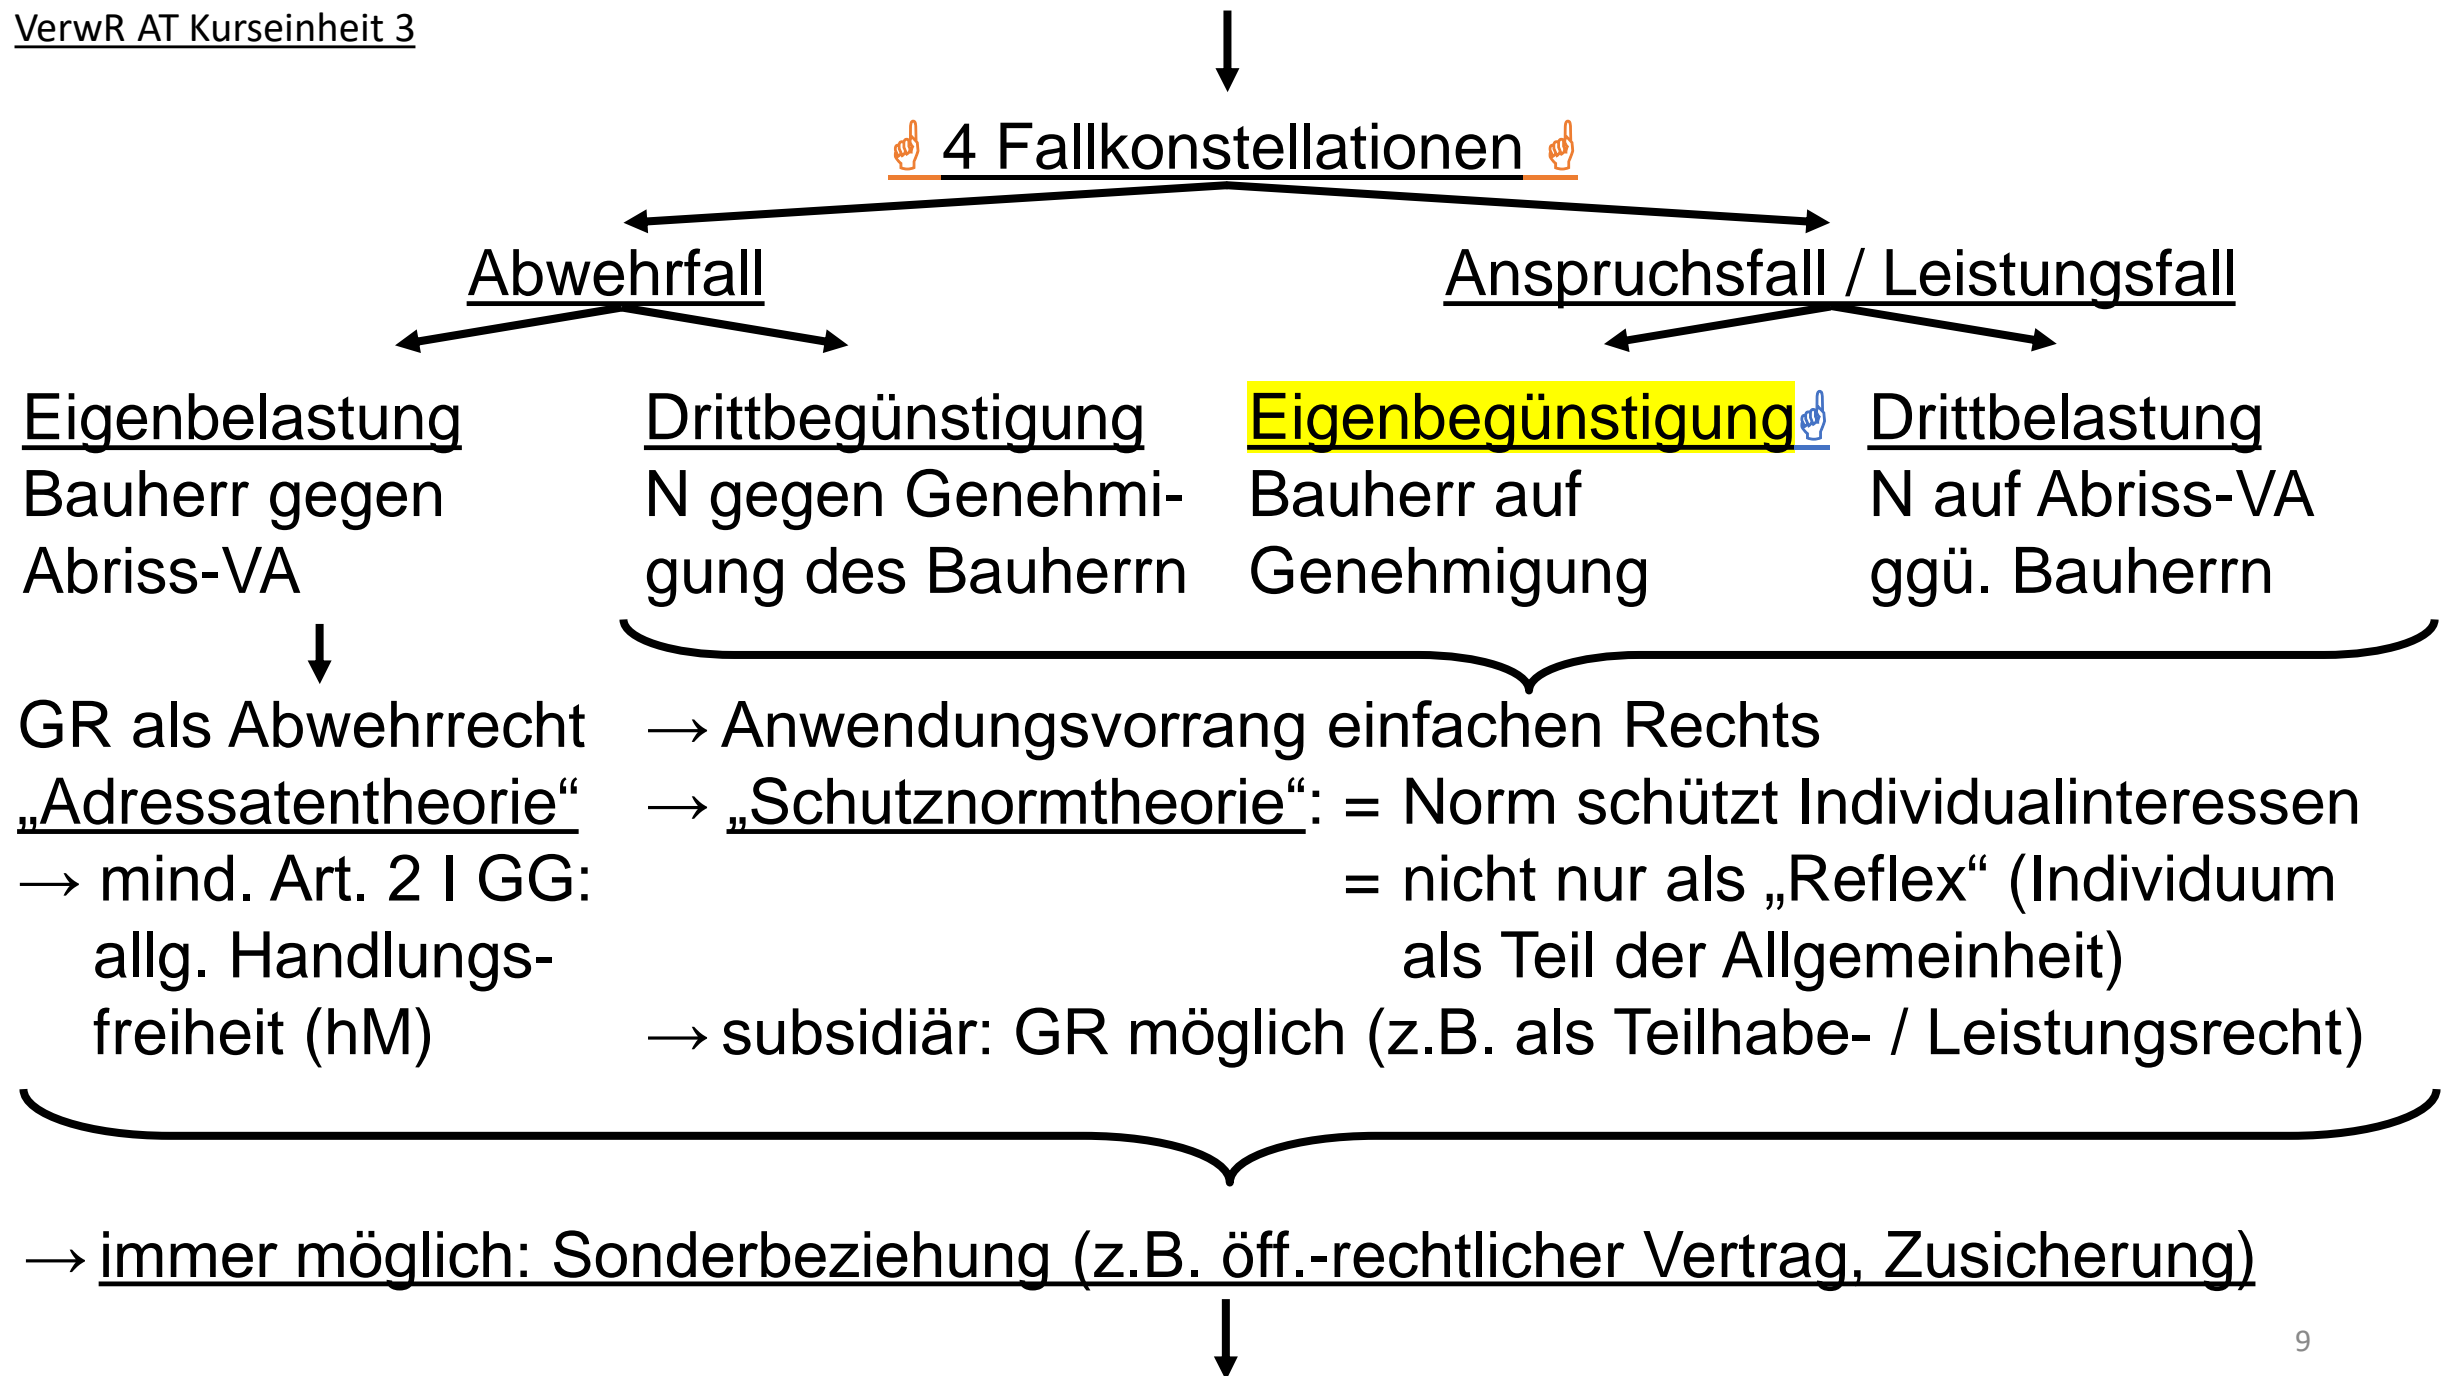 VerwR AT Kurseinheit 3
☝ 4 Fallkonstellationen ☝
Abwehrfall
Anspruchsfall / Leistungsfall
Eigenbelastung
Bauherr gegen
Abriss-VA
Drittbegünstigung
N gegen Genehmi-
gung des Bauherrn
Eigenbegünstigung☝
Bauherr auf
Genehmigung
Drittbelastung
N auf Abriss-VA
ggü. Bauherrn
GR als Abwehrrecht
„Adressatentheorie“
→ mind. Art. 2 I GG:
allg. Handlungs-
freiheit (hM)
→ Anwendungsvorrang einfachen Rechts
→ „Schutznormtheorie“: = Norm schützt Individualinteressen
= nicht nur als „Reflex“ (Individuum
als Teil der Allgemeinheit)
→ subsidiär: GR möglich (z.B. als Teilhabe- / Leistungsrecht)
→ immer möglich: Sonderbeziehung (z.B. öff.-rechtlicher Vertrag, Zusicherung)
9